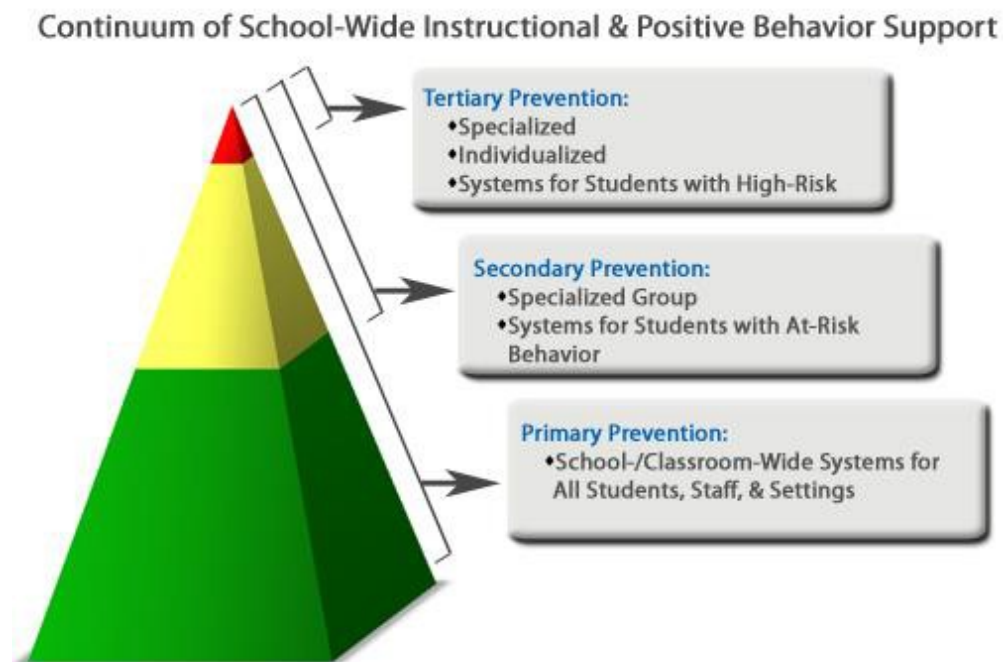 Continuum of School-Wide Instructional & Positive Behavior Support
Tertiary Prevention:
♦Specialized
♦Individualized
♦Systems for Students with High-Risk
Secondary Prevention:
♦Specialized Group
♦Systems for Students with At-Risk
Behavior
Primary Prevention:
♦School-/Classroom-Wide Systems for
All Students, Staff, & Settings